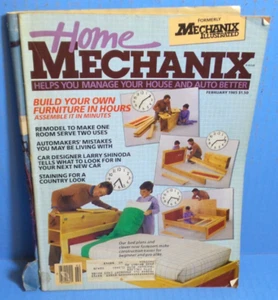 FORMERLY
MECHANIX
ILLUSTRATED
Home
MECHANIX
HELPS YOU MANAGE YOUR HOUSE AND AUTO BETTER
FEBRUARY
BUILD YOUR OWN
FURNITURE IN HOURS
ASSEMBLE IT IN MINUTES
REMODEL TO MAKE ONE
ROOM SERVE TWO USES
AUTOMAKERS' MISTAKES
YOU MAY BE LIVING WITH
CAR DESIGNER LARRY SHINODA
TELLS WHAT TO LOOK FOR IN
YOUR NEXT NEW CAR
STAINING FOR A
COUNTRY LOOK